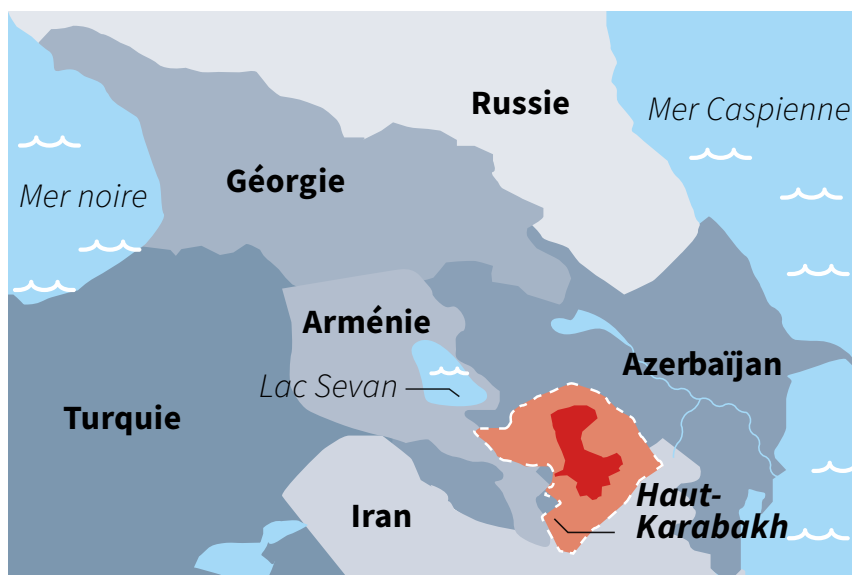 Russie
Mer Caspienne
Géorgie
Mer noire
Arménie
Azerbaïjan
Lac Sevan
Turquie
Haut-
Karabakh
Iran